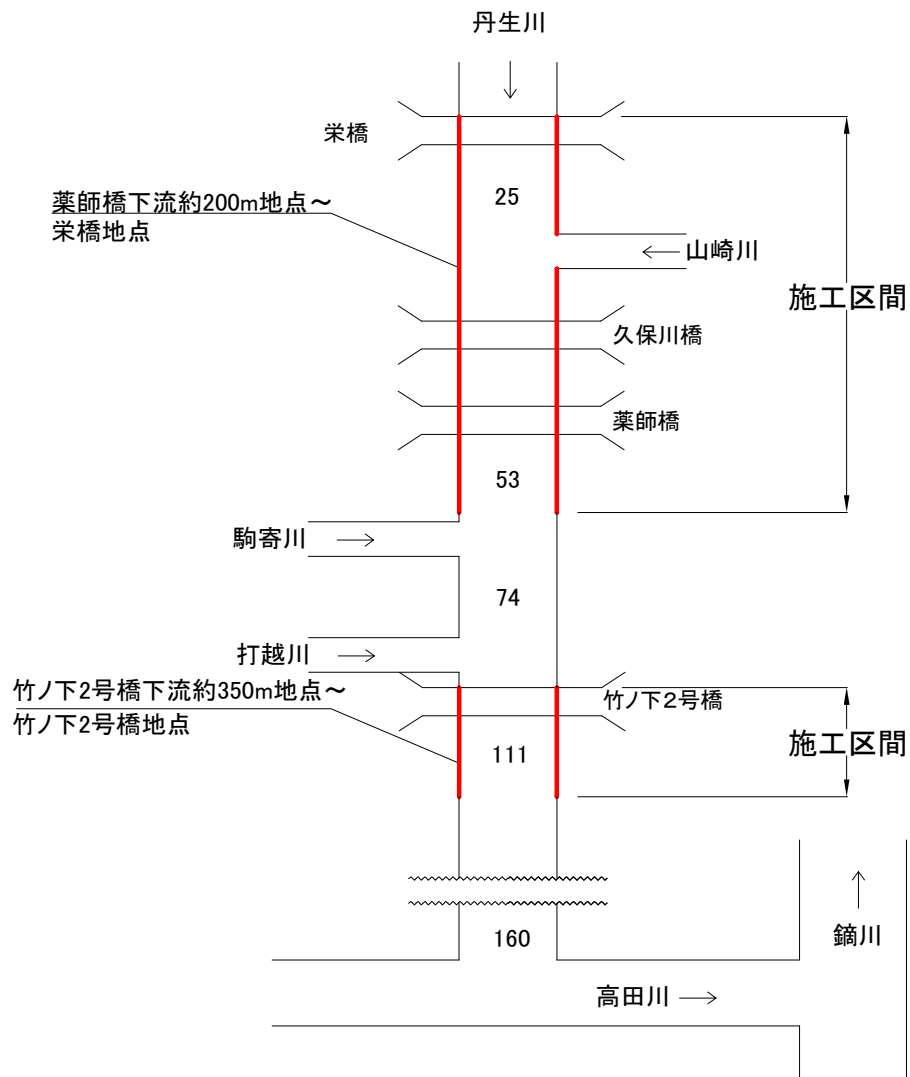 丹生川
栄橋
25
薬師橋下流約200m地点～
栄橋地点
山崎川
施工区間
久保川橋
薬師橋
53
駒寄川
74
打越川
竹ノ下2号橋下流約350m地点～
竹ノ下2号橋地点
竹ノ下２号橋
施工区間
111
160
鏑川
高田川